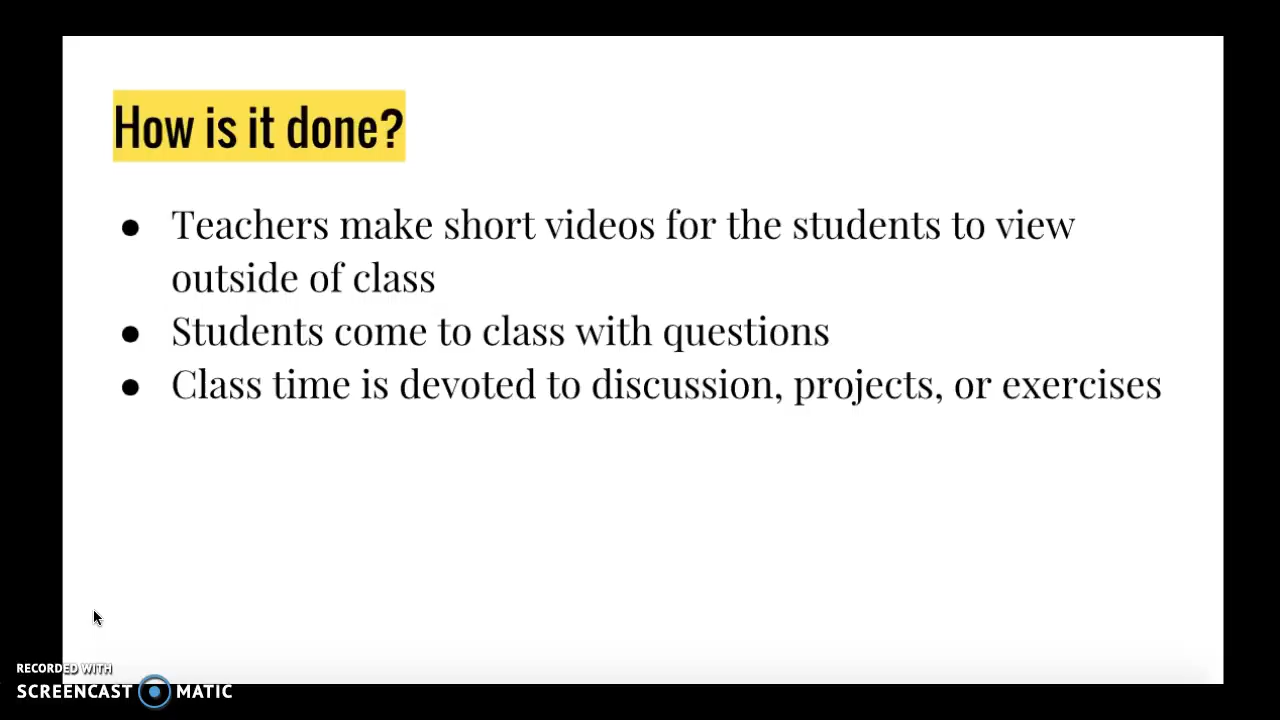 How is it done?
● Teachers make short videos for the students to view
outside of class
● Students come to class with questions
● Class time is devoted to discussion, projects, or exercises
RECORDED WITH
SCREENCAST MATIC